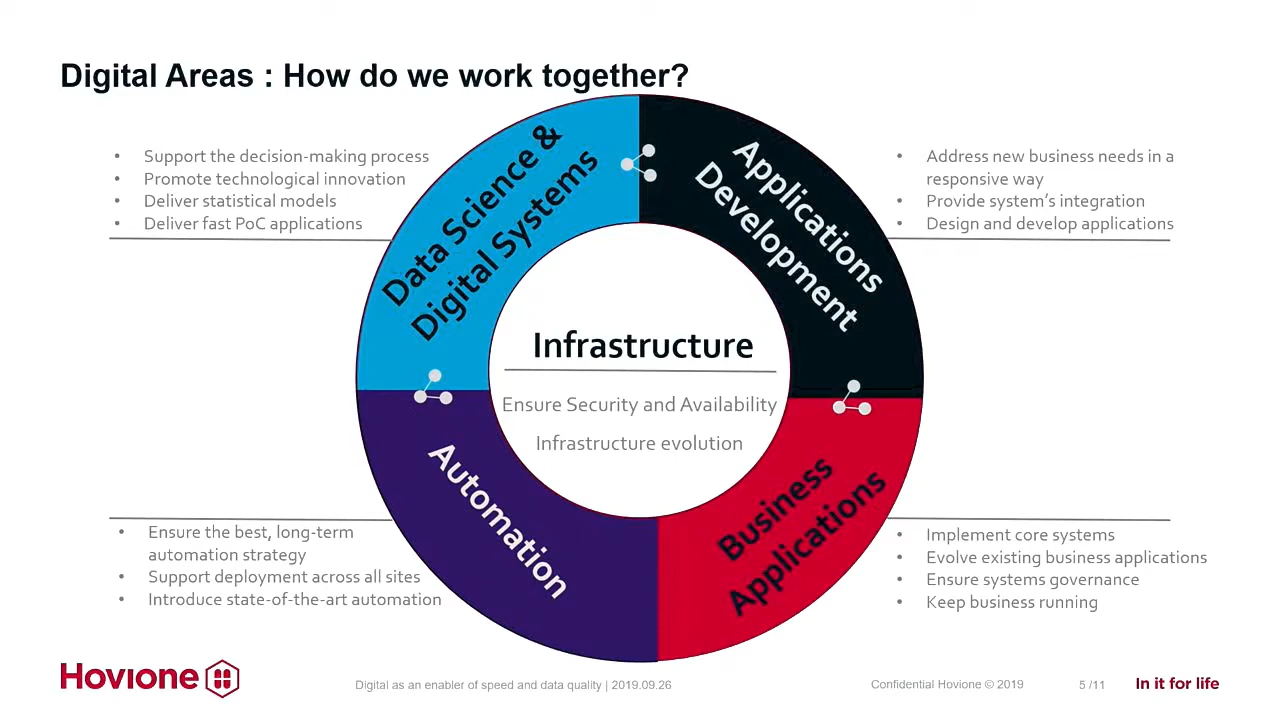 Digital Areas : How do we work together?
• Support the decision-making process
• Promote technological innovation
• Deliver statistical models
• Deliver fast PoC applications
Data Science &
Digital Systems
Applications
Development
• Address new business needs in a
responsive way
• Provide system’s integration
• Design and develop applications
Infrastructure
Ensure Security and Availability
Infrastructure evolution
• Ensure the best, long-term
automation strategy
• Support deployment across all sites
• Introduce state-of-the-art automation
Automation
Business
Applications
• Implement core systems
• Evolve existing business applications
• Ensure systems governance
• Keep business running
Hovione
Digital as an enabler of speed and data quality | 2019.09.26
Confidential Hovione © 2019
5 /11
In it for life